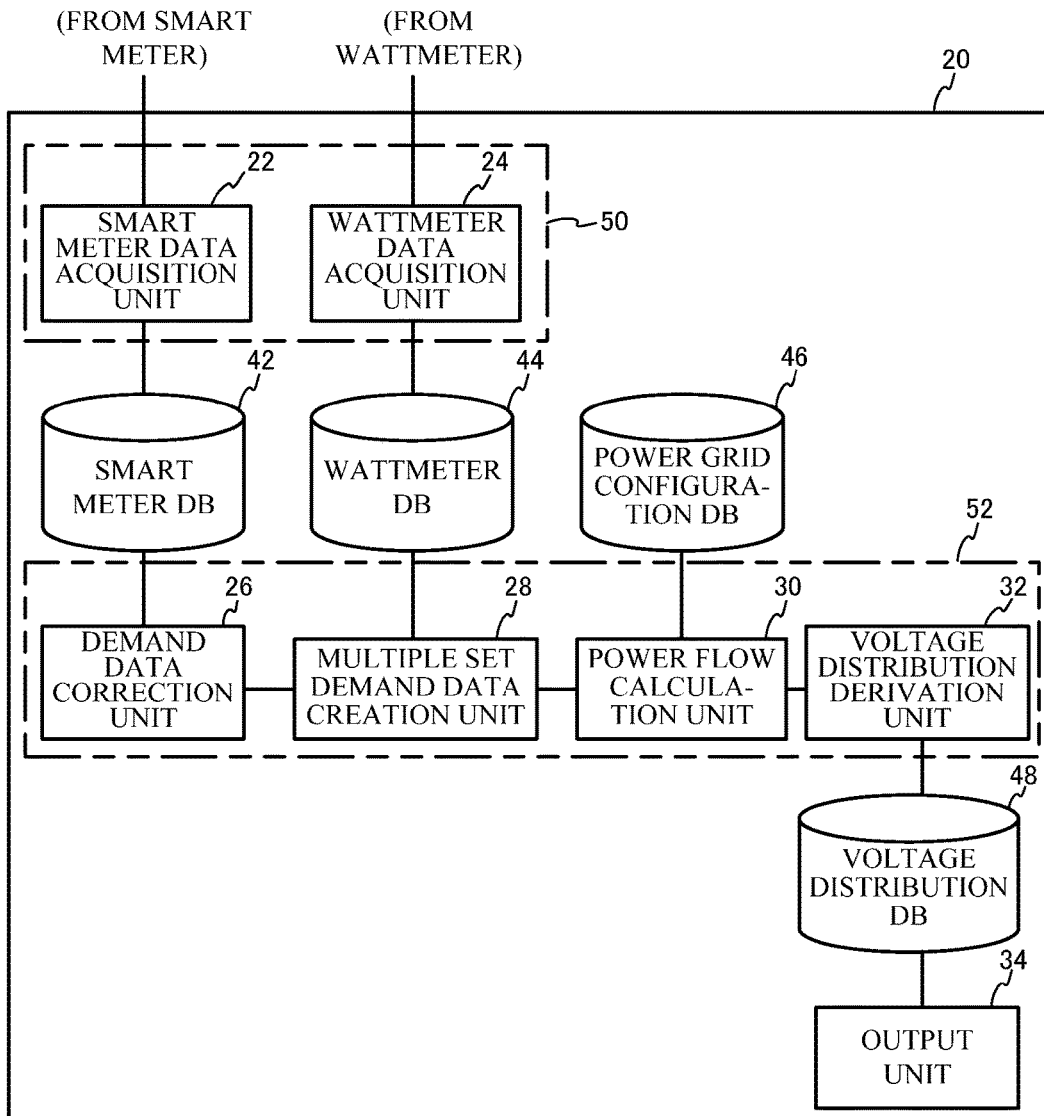 (FROM SMART
METER)
(FROM
WATTMETER)
20
22
24
50
SMART
METER DATA
ACQUISITION
UNIT
WATTMETER
DATA
ACQUISITION
UNIT
42
44
46
SMART
METER DB
WATTMETER
DB
POWER GRID
CONFIGURA-
TION DB
52
26
28
30
32
DEMAND
DATA
CORRECTION
UNIT
MULTIPLE SET
DEMAND DATA
CREATION UNIT
POWER FLOW
CALCULA-
TION UNIT
VOLTAGE
DISTRIBUTION
DERIVATION
UNIT
48
VOLTAGE
DISTRIBUTION
DB
34
OUTPUT
UNIT